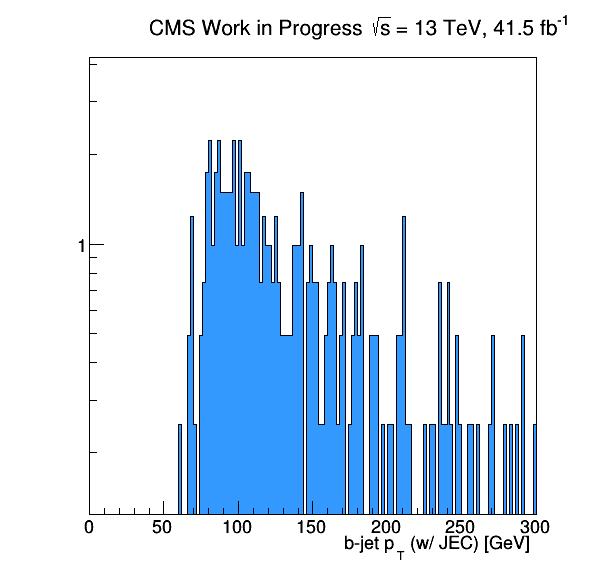 CMS Work in Progress √s = 13 TeV, 41.5 fb⁻¹
1
0 50 100 150 200 250 300
b-jet p_T (w/ JEC) [GeV]